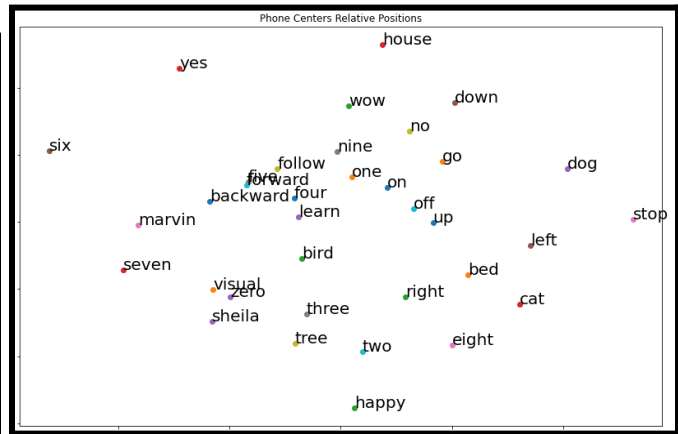 Phone Centers Relative Positions
house
yes
wow
down
no
six
nine
go
follow
dog
five
one
forward
on
backward
four
off
learn
stop
marvin
up
left
bird
seven
bed
visual
zero
right
cat
three
sheila
tree
eight
two
happy